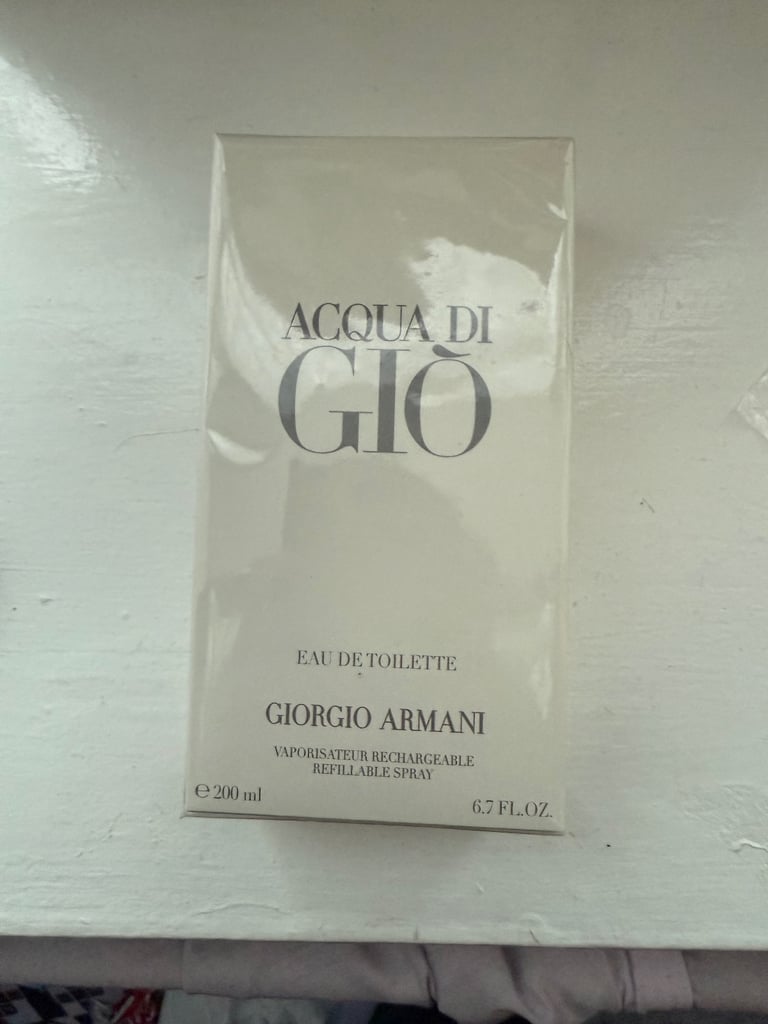 ACQUA DI
GIÒ
EAU DE TOILETTE
GIORGIO ARMANI
VAPORISATEUR RECHARGEABLE
REFILLABLE SPRAY
℮ 200 ml
6.7 FL.OZ.